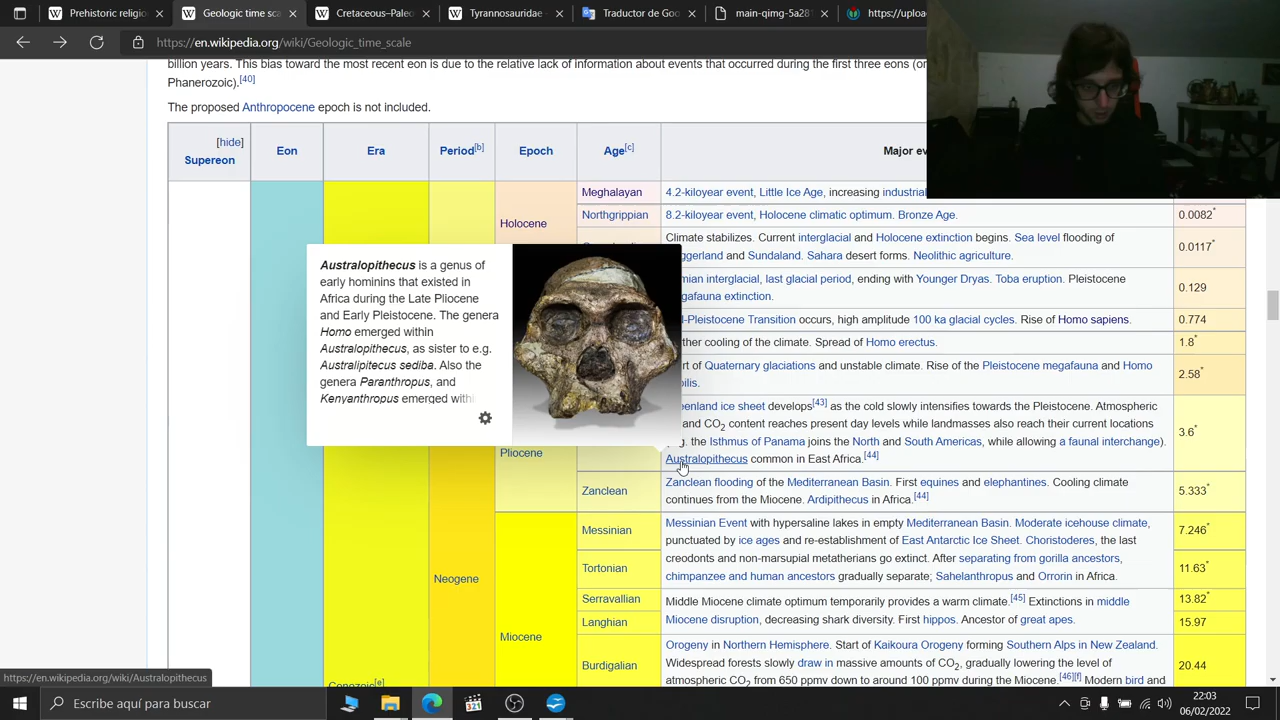 Prehistoric religion
Geologic time scale
Cretaceous–Paleo
Tyrannosauridae
Traductor de Goo
main-qimg-5a281
https://upload
https://en.wikipedia.org/wiki/Geologic_time_scale
billion years. This bias toward the most recent eon is due to the relative lack of information about events that occurred during the first three eons (or
Phanerozoic).[40]
The proposed Anthropocene epoch is not included.
[hide]
Supereon
Eon
Era
Period[b]
Epoch
Age[c]
Major ev
Holocene
Meghalayan
4.2-kiloyear event, Little Ice Age, increasing industrial
Northgrippian
8.2-kiloyear event, Holocene climatic optimum. Bronze Age.
0.0082*
Climate stabilizes. Current interglacial and Holocene extinction begins. Sea level flooding of
ggerland and Sundaland. Sahara desert forms. Neolithic agriculture.
0.0117*
mian interglacial, last glacial period, ending with Younger Dryas. Toba eruption. Pleistocene
gafauna extinction.
0.129
-Pleistocene Transition occurs, high amplitude 100 ka glacial cycles. Rise of Homo sapiens.
0.774
ther cooling of the climate. Spread of Homo erectus.
1.8*
rt of Quaternary glaciations and unstable climate. Rise of the Pleistocene megafauna and Homo
bilis.
2.58*
Australopithecus is a genus of
early hominins that existed in
Africa during the Late Pliocene
and Early Pleistocene. The genera
Homo emerged within
Australopithecus, as sister to e.g.
Australipitecus sediba. Also the
genera Paranthropus, and
Kenyanthropus emerged withi
Pliocene
eenland ice sheet develops[43] as the cold slowly intensifies towards the Pleistocene. Atmospheric
and CO2 content reaches present day levels while landmasses also reach their current locations
g. the Isthmus of Panama joins the North and South Americas, while allowing a faunal interchange).
Australopithecus common in East Africa.[44]
3.6*
Zanclean
Zanclean flooding of the Mediterranean Basin. First equines and elephantines. Cooling climate
continues from the Miocene. Ardipithecus in Africa.[44]
5.333*
Neogene
Miocene
Messinian
Tortonian
Messinian Event with hypersaline lakes in empty Mediterranean Basin. Moderate icehouse climate,
punctuated by ice ages and re-establishment of East Antarctic Ice Sheet. Choristoderes, the last
creodonts and non-marsupial metatherians go extinct. After separating from gorilla ancestors,
chimpanzee and human ancestors gradually separate; Sahelanthropus and Orrorin in Africa.
7.246*
11.63*
Serravallian
Langhian
Middle Miocene climate optimum temporarily provides a warm climate.[45] Extinctions in middle
Miocene disruption, decreasing shark diversity. First hippos. Ancestor of great apes.
13.82*
15.97
Burdigalian
Orogeny in Northern Hemisphere. Start of Kaikoura Orogeny forming Southern Alps in New Zealand.
Widespread forests slowly draw in massive amounts of CO2, gradually lowering the level of
atmospheric CO2 from 650 ppmv down to around 100 ppmv during the Miocene.[46][f] Modern bird and
20.44
Cenozoic[e]
https://en.wikipedia.org/wiki/Australopithecus
Escribe aquí para buscar
321
22:03
06/02/2022